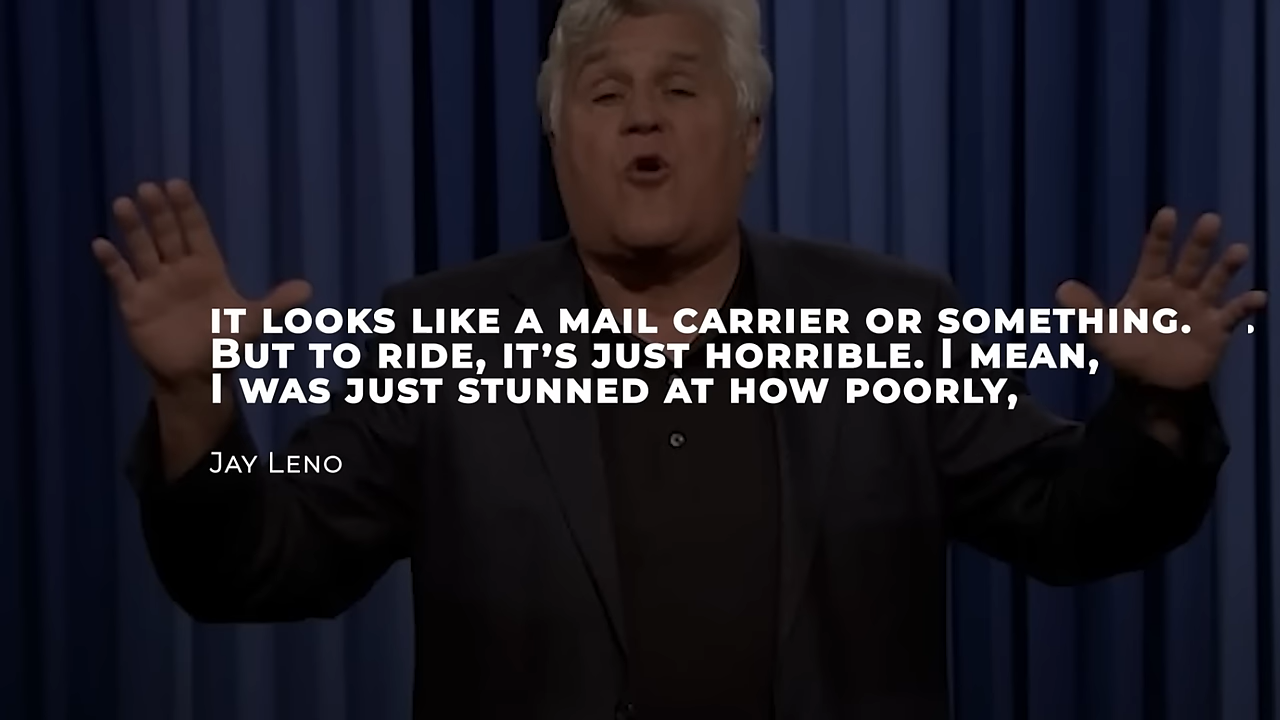 it looks like a mail carrier or something. .
But to ride, it’s just horrible. I mean,
I was just stunned at how poorly,
Jay Leno